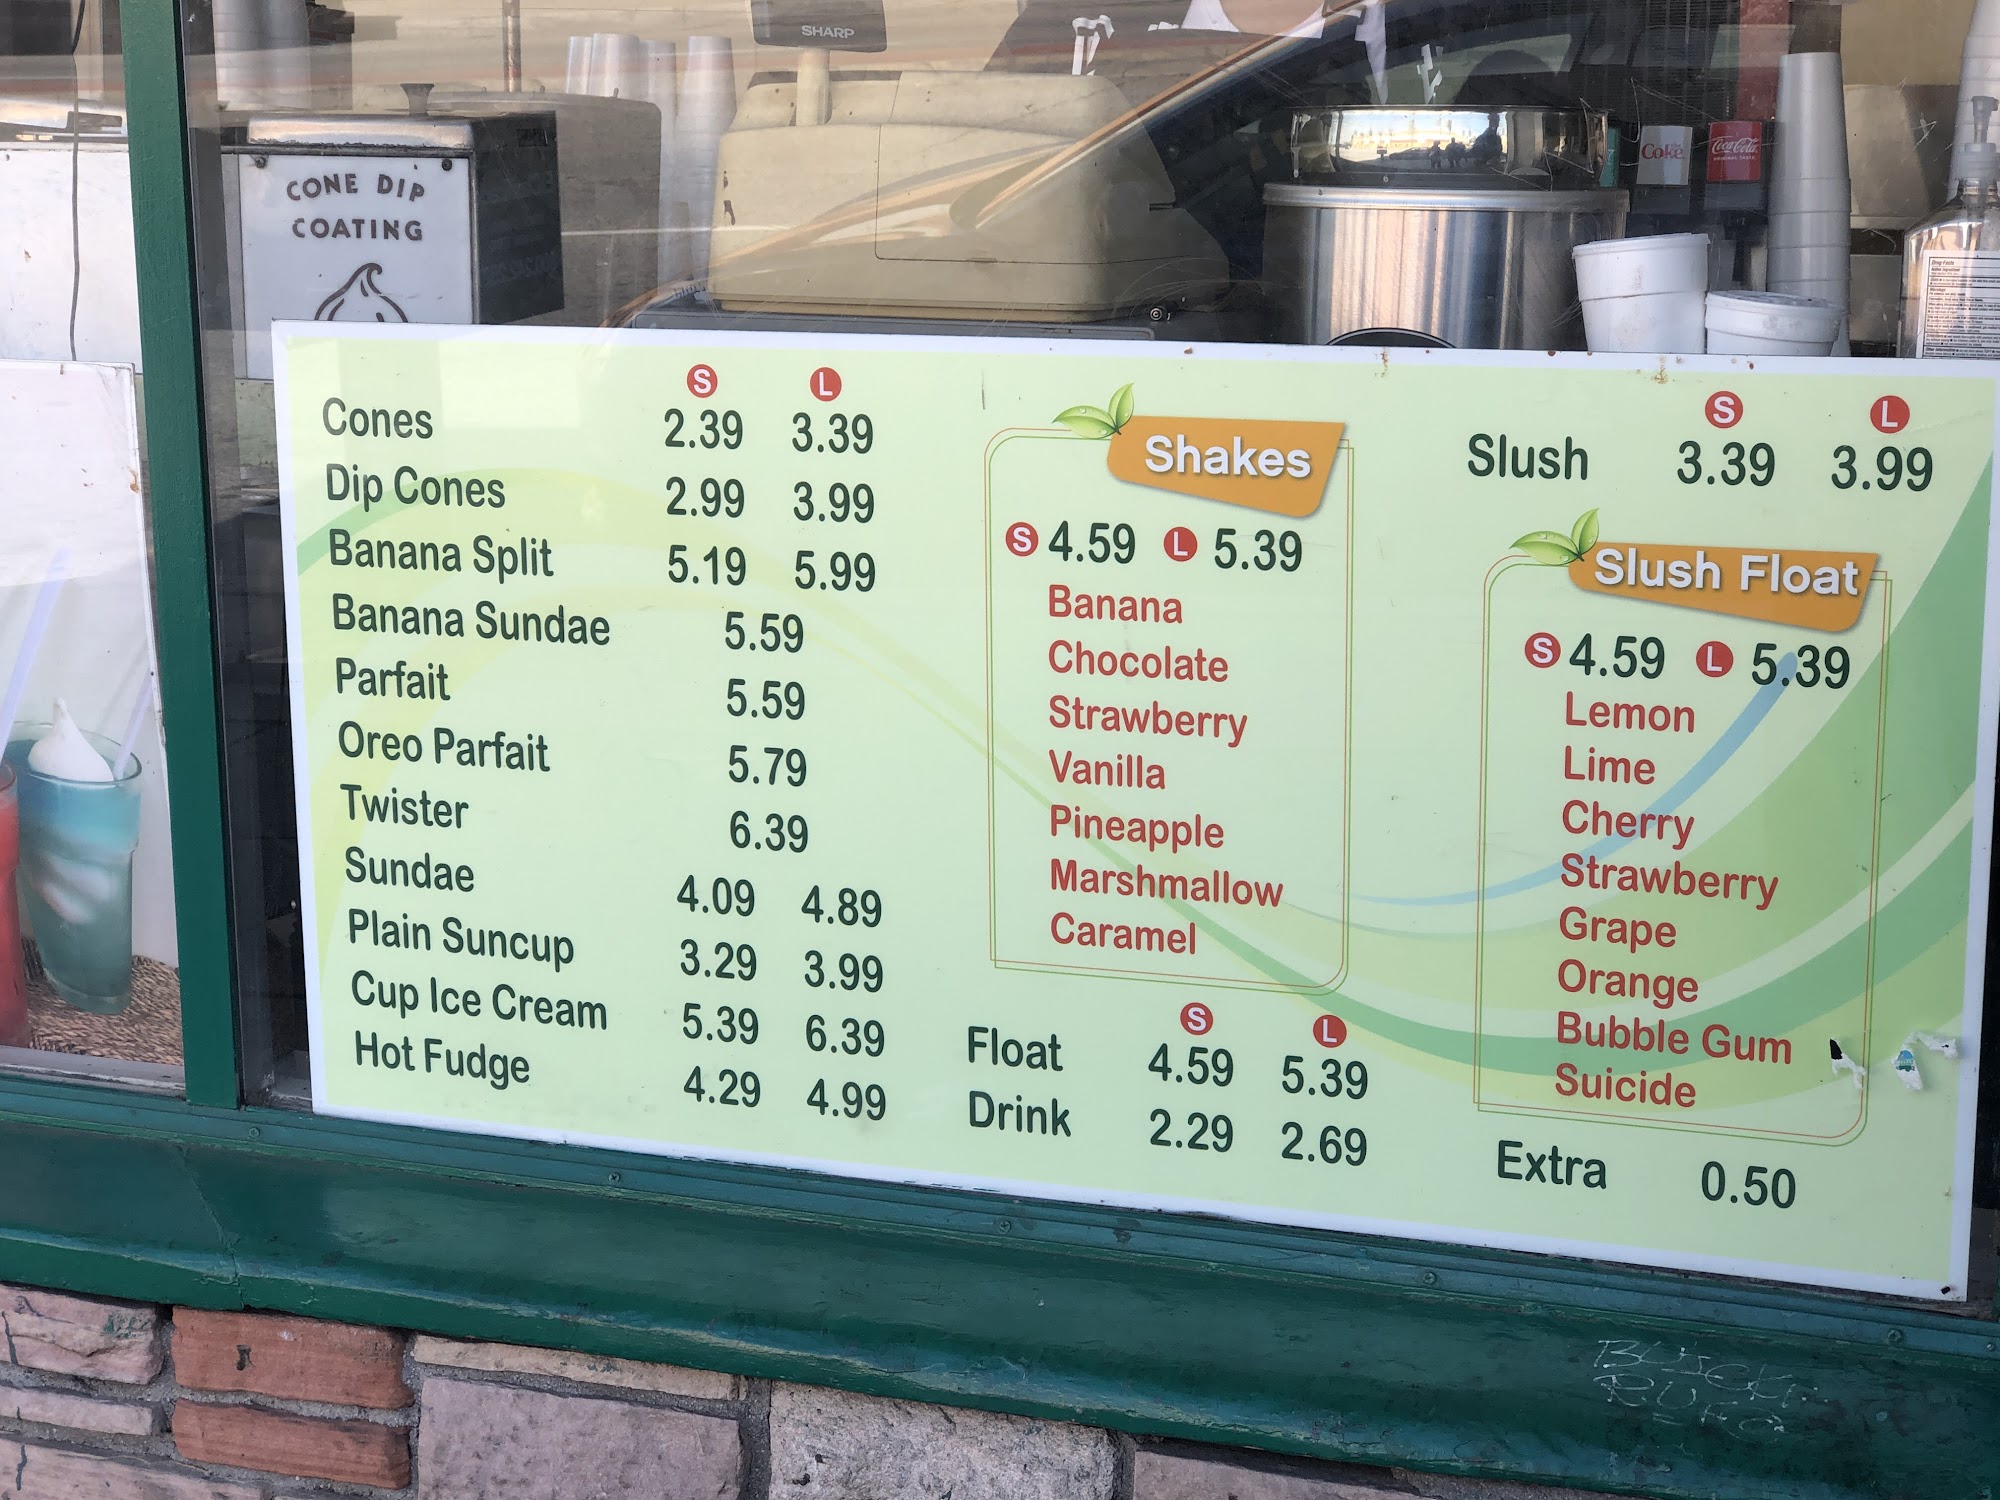 SHARP
CONE DIP
COATING
Coke
Coca-Cola
ORIGINAL TASTE
Drug Facts
S L
Cones 2.39 3.39
Dip Cones 2.99 3.99
Banana Split 5.19 5.99
Banana Sundae 5.59
Parfait 5.59
Oreo Parfait 5.79
Twister 6.39
Sundae 4.09 4.89
Plain Suncup 3.29 3.99
Cup Ice Cream 5.39 6.39
Hot Fudge 4.29 4.99
Shakes
S 4.59 L 5.39
Banana
Chocolate
Strawberry
Vanilla
Pineapple
Marshmallow
Caramel
S L
Float 4.59 5.39
Drink 2.29 2.69
S L
Slush 3.39 3.99
Slush Float
S 4.59 L 5.39
Lemon
Lime
Cherry
Strawberry
Grape
Orange
Bubble Gum
Suicide
Extra 0.50